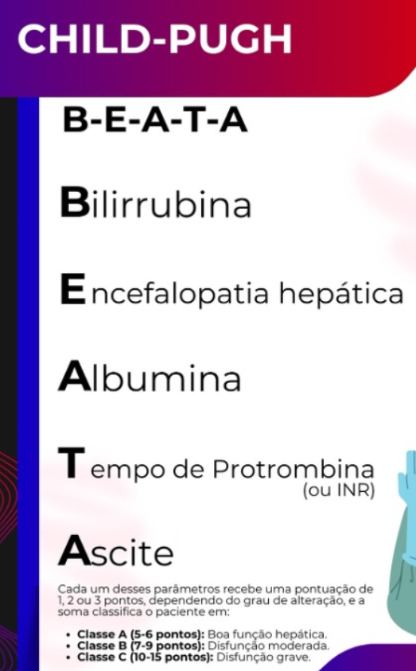 CHILD-PUGH
B-E-A-T-A
Bilirrubina
Encefalopatia hepática
Albumina
Tempo de Protrombina
(ou INR)
Ascite
Cada um desses parâmetros recebe uma pontuação de
1, 2 ou 3 pontos, dependendo do grau de alteração, e a
soma classifica o paciente em:
• Classe A (5-6 pontos): Boa função hepática.
• Classe B (7-9 pontos): Disfunção moderada.
• Classe C (10-15 pontos): Disfunção grave.